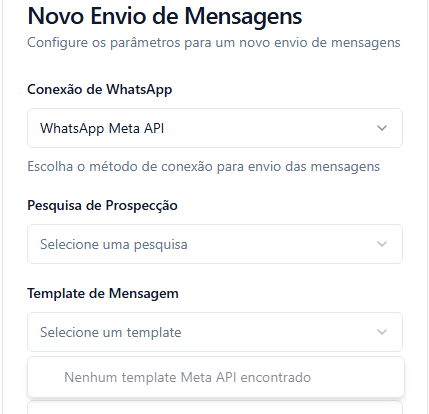 Novo Envio de Mensagens
Configure os parâmetros para um novo envio de mensagens
Conexão de WhatsApp
WhatsApp Meta API
Escolha o método de conexão para envio das mensagens
Pesquisa de Prospecção
Selecione uma pesquisa
Template de Mensagem
Selecione um template
Nenhum template Meta API encontrado